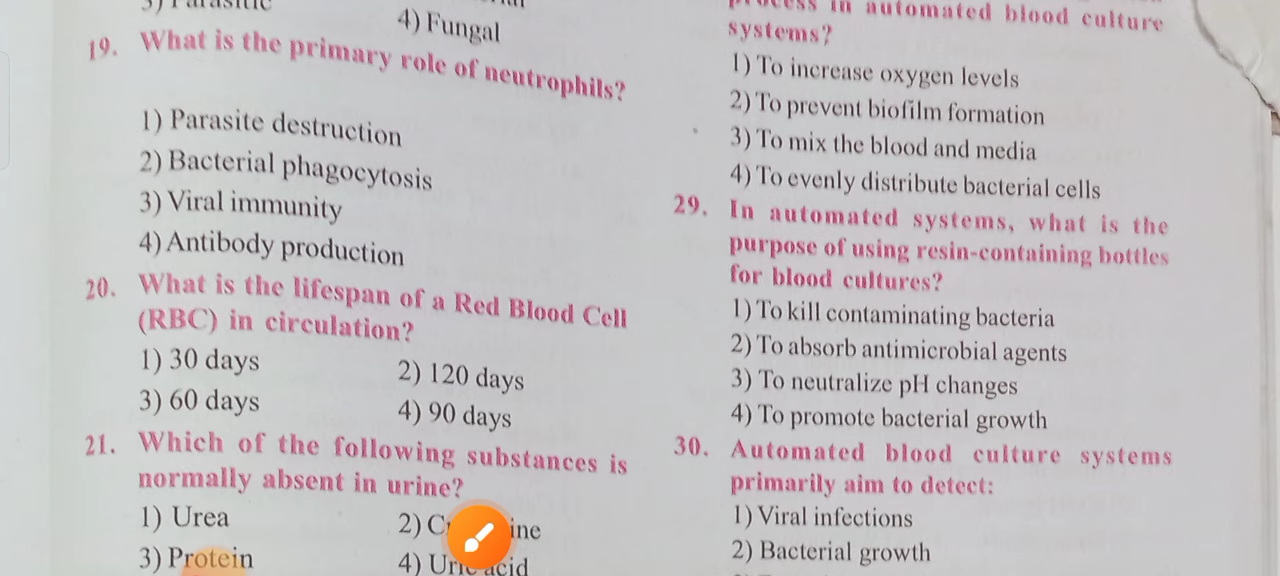 4) Fungal
19. What is the primary role of neutrophils?
1) Parasite destruction
2) Bacterial phagocytosis
3) Viral immunity
4) Antibody production
20. What is the lifespan of a Red Blood Cell
(RBC) in circulation?
1) 30 days 2) 120 days
3) 60 days 4) 90 days
21. Which of the following substances is
normally absent in urine?
1) Urea 2)
3) Protein 4) Uric acid
process in automated blood culture
systems?
1) To increase oxygen levels
2) To prevent biofilm formation
3) To mix the blood and media
4) To evenly distribute bacterial cells
29. In automated systems, what is the
purpose of using resin-containing bottles
for blood cultures?
1) To kill contaminating bacteria
2) To absorb antimicrobial agents
3) To neutralize pH changes
4) To promote bacterial growth
30. Automated blood culture systems
primarily aim to detect:
1) Viral infections
2) Bacterial growth